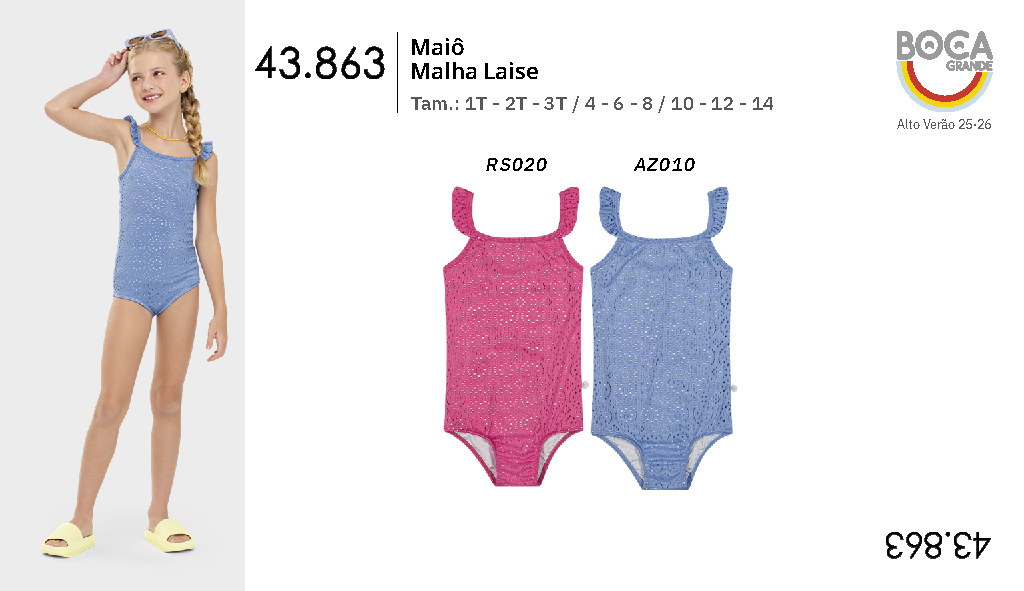 43.863
Maiô
Malha Laise
Tam.: 1T - 2T - 3T / 4 - 6 - 8 / 10 - 12 - 14
BOCA
GRANDE
Alto Verão 25-26
RS020
AZ010
43.863